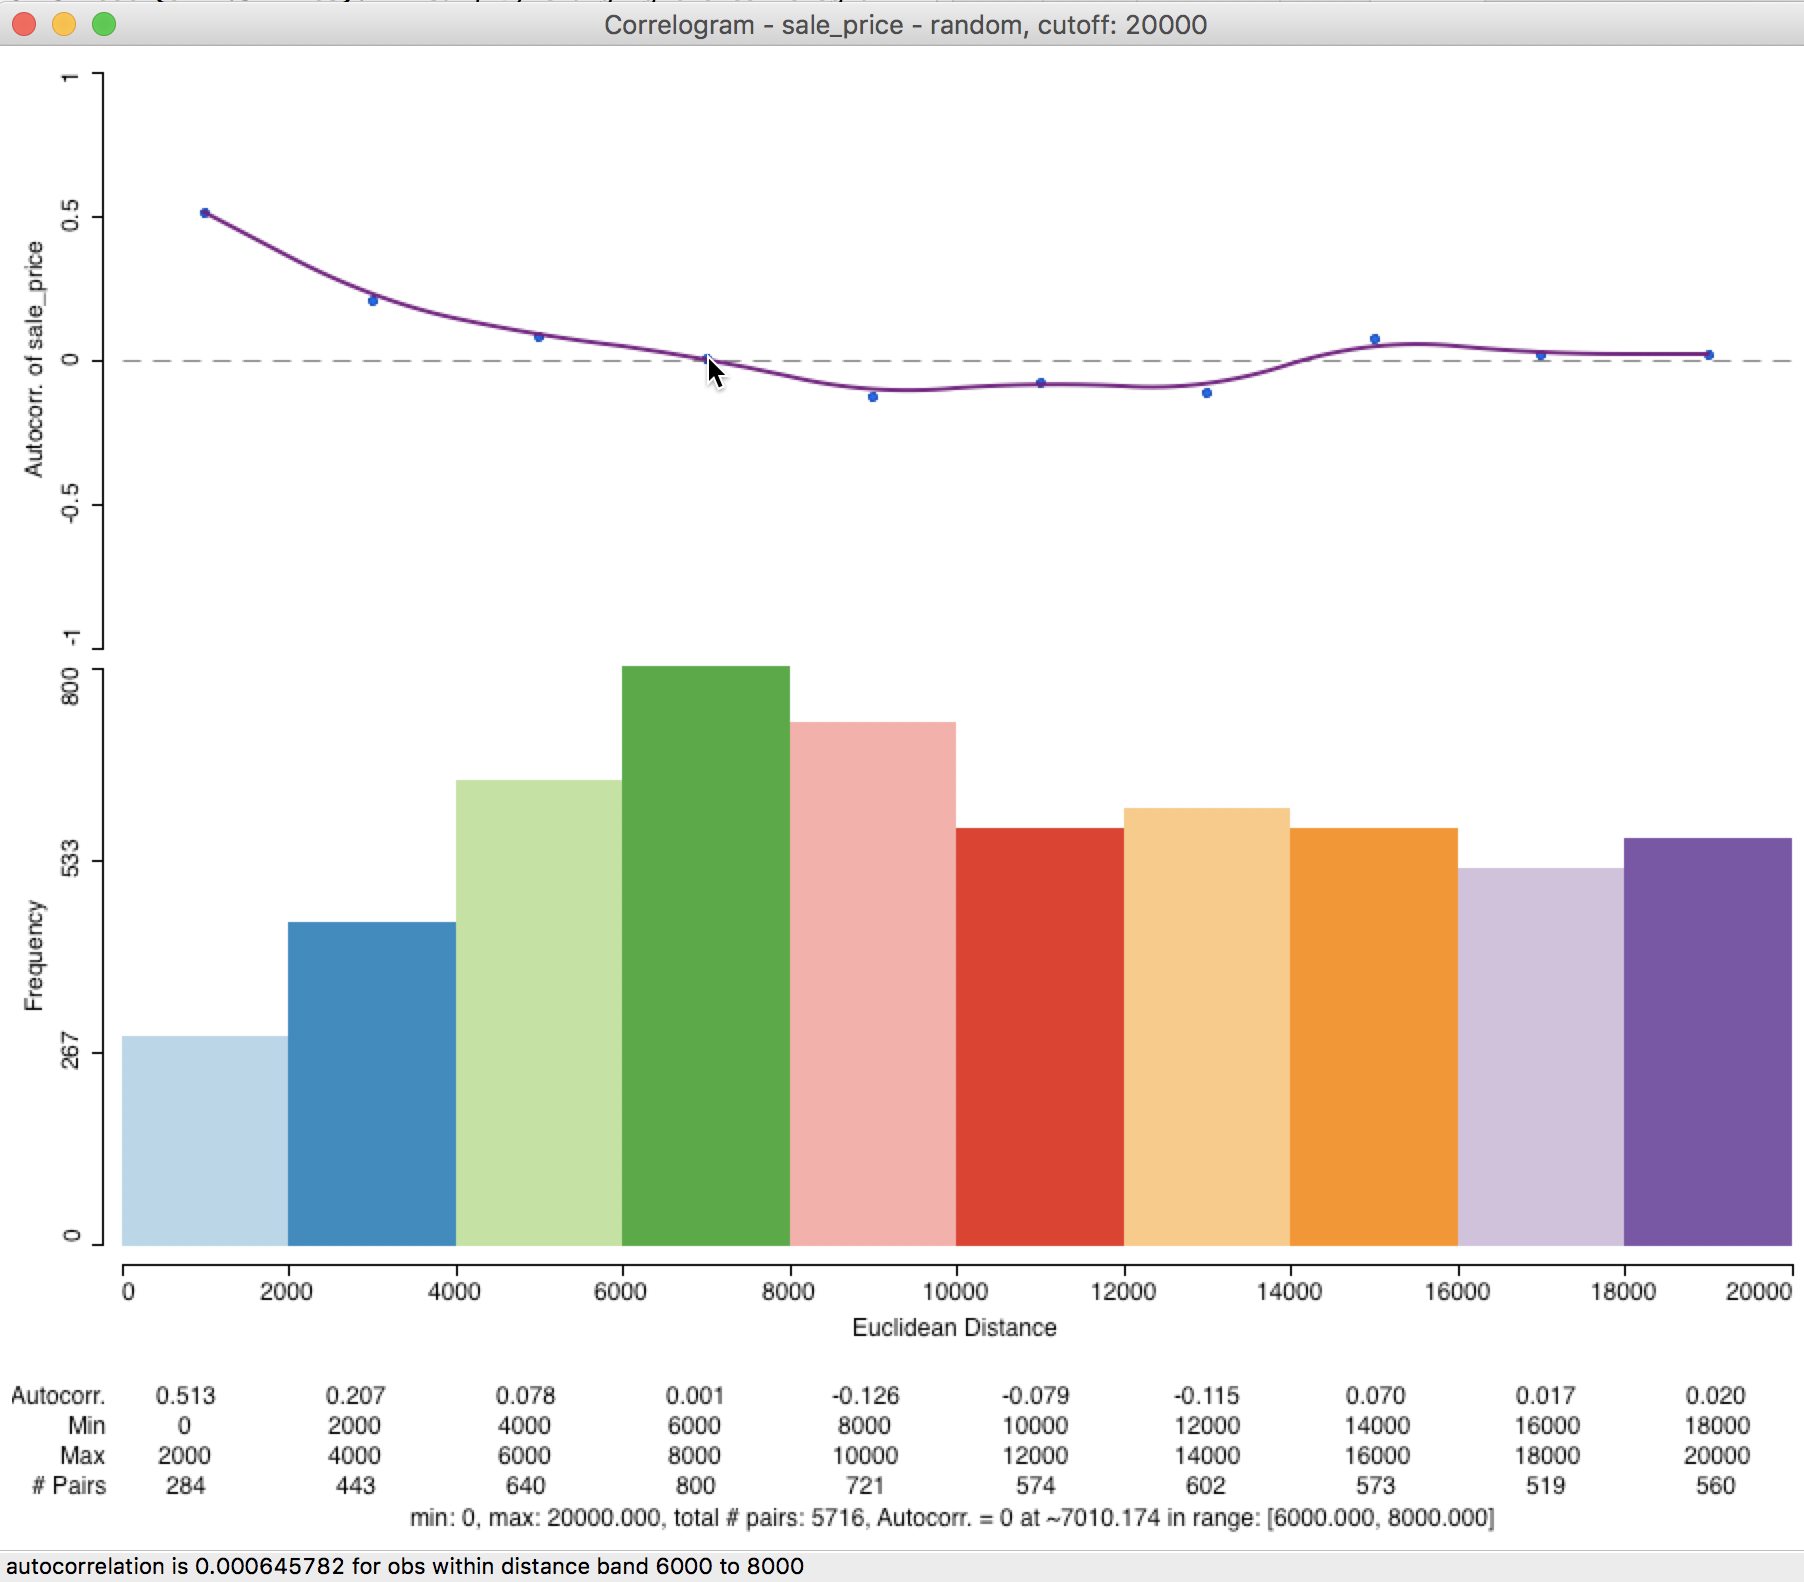 Correlogram - sale_price - random, cutoff: 20000
1
0.5
0
-0.5
-1
Autocorr. of sale_price
800
533
267
0
Frequency
0 2000 4000 6000 8000 10000 12000 14000 16000 18000 20000
Euclidean Distance
Autocorr. 0.513 0.207 0.078 0.001 -0.126 -0.079 -0.115 0.070 0.017 0.020
Min 0 2000 4000 6000 8000 10000 12000 14000 16000 18000
Max 2000 4000 6000 8000 10000 12000 14000 16000 18000 20000
# Pairs 284 443 640 800 721 574 602 573 519 560
min: 0, max: 20000.000, total # pairs: 5716, Autocorr. = 0 at ~7010.174 in range: [6000.000, 8000.000]
autocorrelation is 0.000645782 for obs within distance band 6000 to 8000